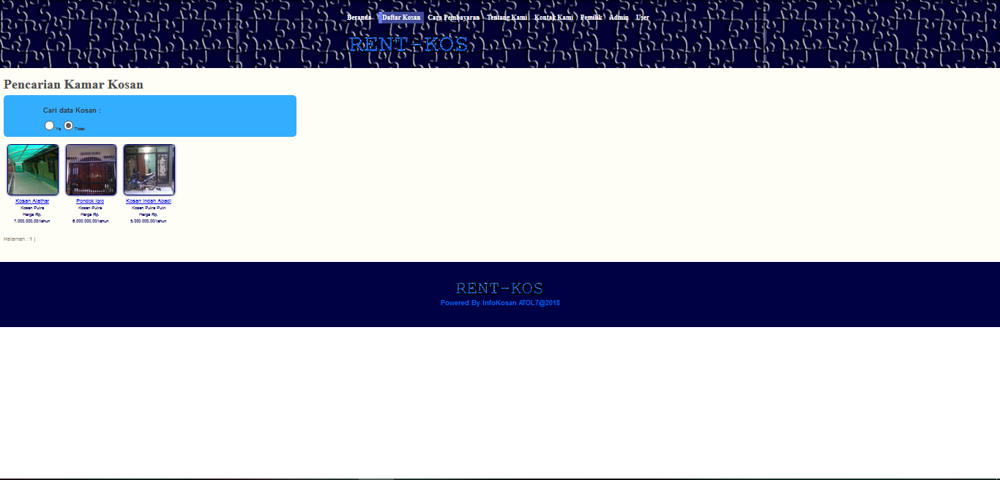 Beranda Daftar Kosan Cara Pembayaran Tentang Kami Kontak Kami Pemilik Admin User
RENT-KOS
Pencarian Kamar Kosan
Cari data Kosan :
Ya Tidak
Kosan Alathar Pondok Iqro Kosan Indah Abadi
Kosan Putra Kosan Putra Kosan Putra Putri
Harga Rp. Harga Rp. Harga Rp.
7.000.000,00/tahun 6.000.000,00/tahun 5.000.000,00/tahun
Halaman : 1 |
RENT-KOS
Powered By InfoKosan ATOL7@2018